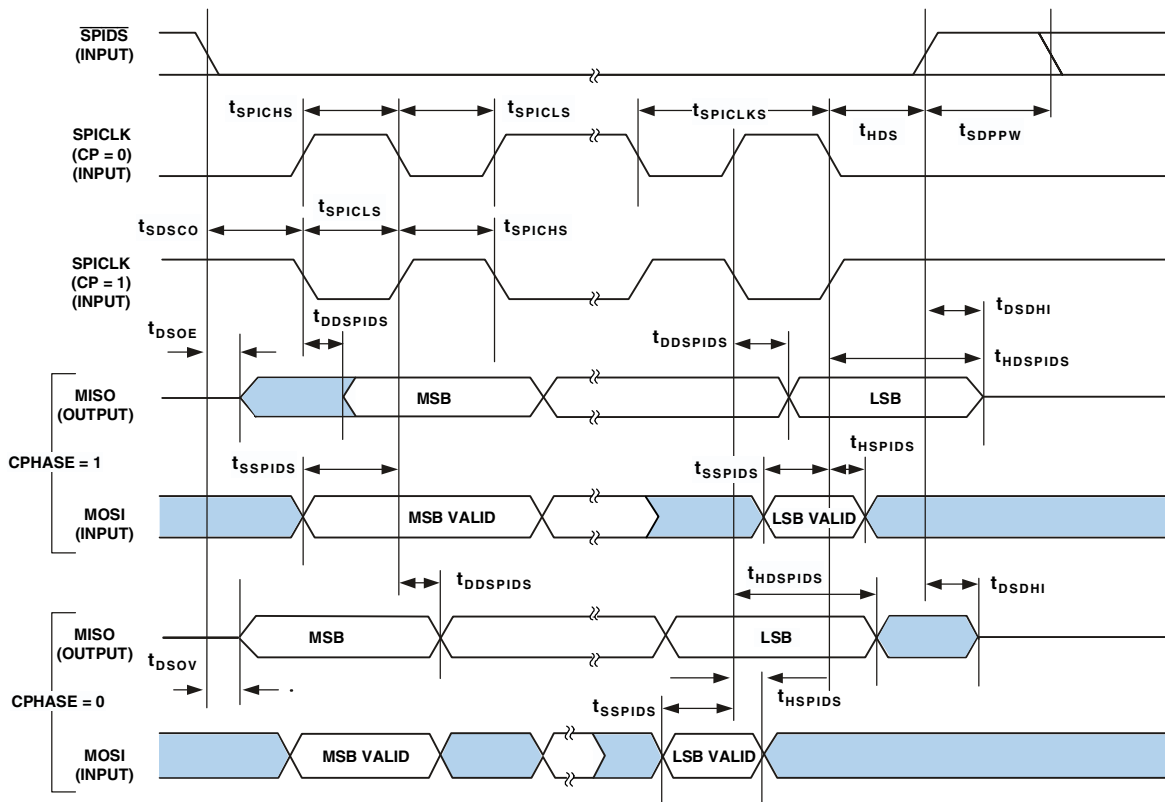 SPIDS
(INPUT)
tSPICHS
tSPICLS
tSPICLKS
tHDS
tSDPPW
SPICLK
(CP = 0)
(INPUT)
tSPICLS
tSDSCO
tSPICHS
SPICLK
(CP = 1)
(INPUT)
tDSOE
tDDSPIDS
tDDSPIDS
tDSDHI
tHDSPIDS
MISO
(OUTPUT)
MSB
LSB
CPHASE = 1
tSSPIDS
tSSPIDS
tHSPIDS
MOSI
(INPUT)
MSB VALID
LSB VALID
tDDSPIDS
tHDSPIDS
tDSDHI
MISO
(OUTPUT)
MSB
LSB
tDSOV
CPHASE = 0
tSSPIDS
tHSPIDS
MOSI
(INPUT)
MSB VALID
LSB VALID